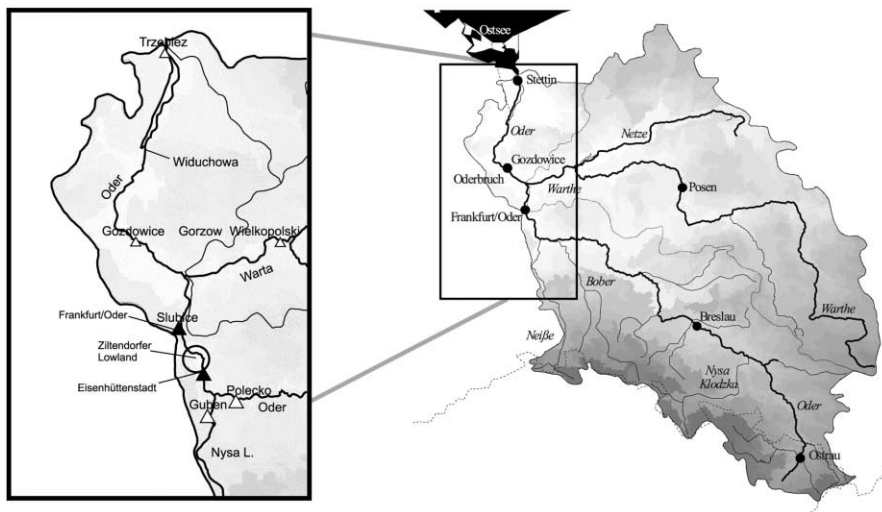 Trzebiez
Widuchowa
Oder
Gozdowice
Gorzow Wielkopolski
Warta
Slubice
Frankfurt/Oder
Ziltendorfer
Lowland
Eisenhüttenstadt
Polecko
Guben
Oder
Nysa L.
Ostsee
Stettin
Oder
Netze
Gozdowice
Oderbruch
Warthe
Posen
Frankfurt/Oder
Bober
Breslau
Warthe
Neiße
Nysa
Klodzka
Oder
Ostrau